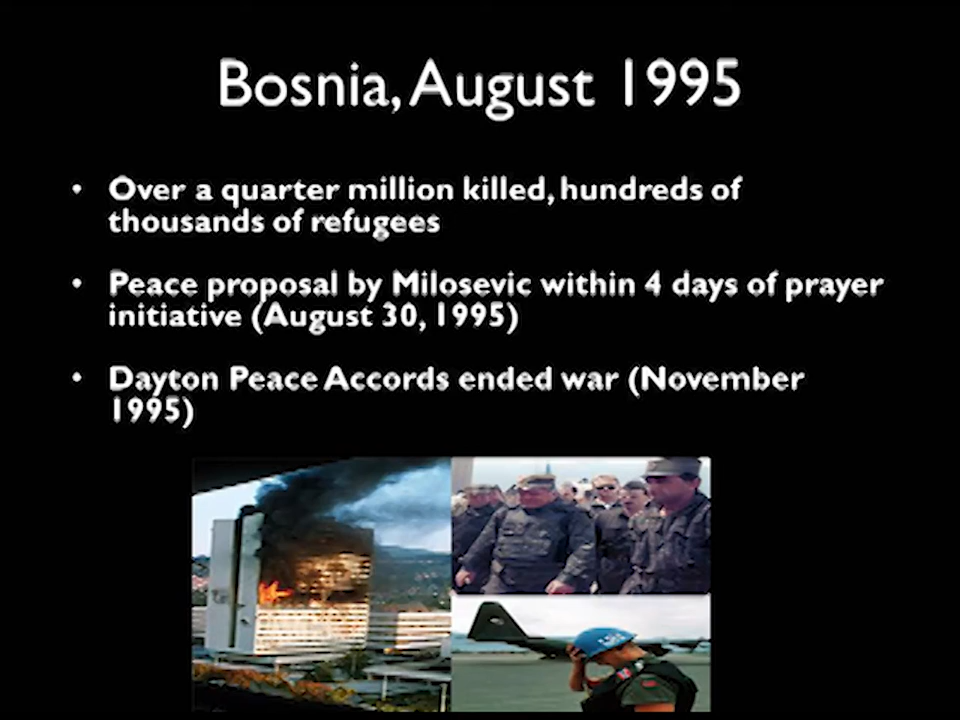 Bosnia, August 1995
• Over a quarter million killed, hundreds of
thousands of refugees
• Peace proposal by Milosevic within 4 days of prayer
initiative (August 30, 1995)
• Dayton Peace Accords ended war (November
1995)